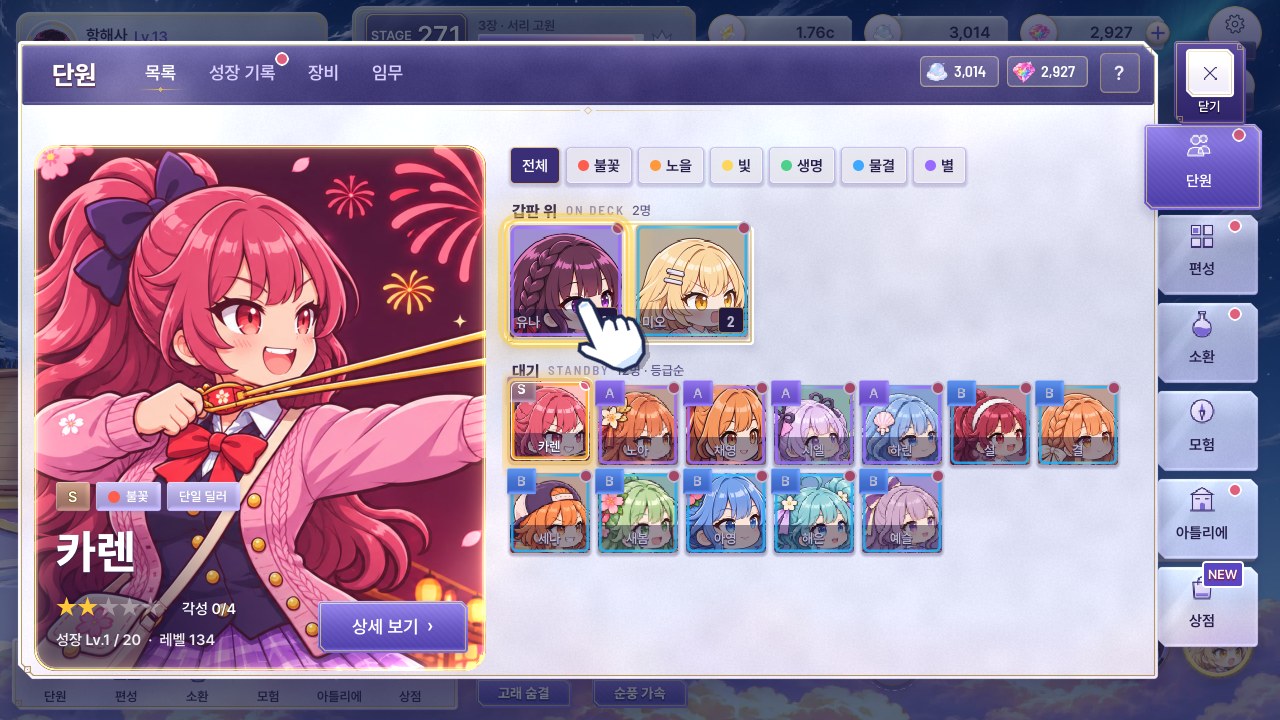 항해사 Lv.13
STAGE 271
3장 · 서리 고원
1.76c
3,014
2,927
단원
목록
성장 기록
장비
임무
3,014
2,927
?
닫기
전체
불꽃
노을
빛
생명
물결
별
갑판 위 ON DECK 2명
유나
미오
2
대기 STANDBY 12명 · 등급순
S
카렌
A
노아
A
재영
A
시엘
A
하린
B
설
B
결
B
세나
B
새봄
B
아영
B
해온
B
예슬
S
불꽃
단일 딜러
카렌
각성 0/4
성장 Lv.1 / 20 · 레벨 134
상세 보기 ›
단원
편성
소환
모험
아틀리에
NEW
상점
단원
편성
소환
모험
아틀리에
상점
고래 숨결
순풍 가속